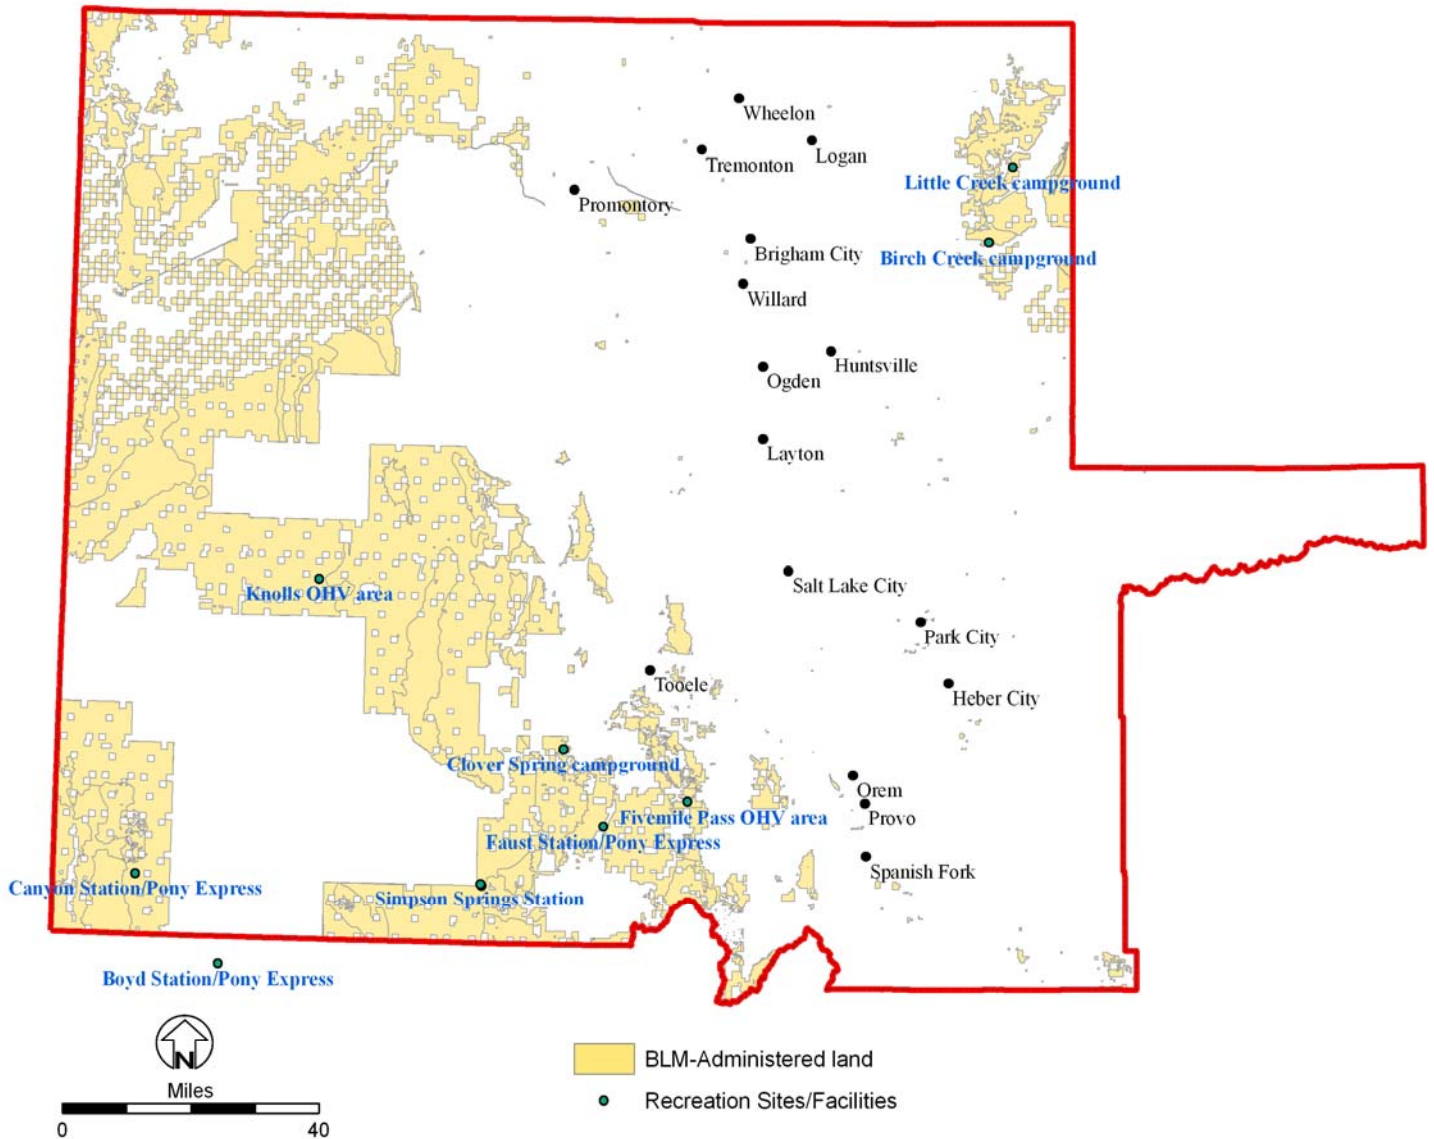 Wheelon
Logan
Tremonton
Little Creek campground
Promontory
Brigham City
Birch Creek campground
Willard
Huntsville
Ogden
Layton
Salt Lake City
Knolls OHV area
Park City
Tooele
Heber City
Clover Spring campground
Orem
Fivemile Pass OHV area
Provo
Faust Station/Pony Express
Spanish Fork
Canyon Station/Pony Express
Simpson Springs Station
Boyd Station/Pony Express
N
Miles
0 40
BLM-Administered land
Recreation Sites/Facilities